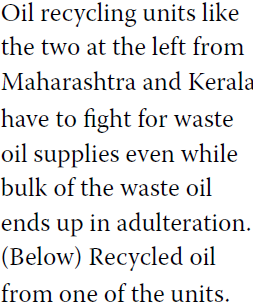 Oil recycling units like
the two at the left from
Maharashtra and Kerala
have to fight for waste
oil supplies even while
bulk of the waste oil
ends up in adulteration.
(Below) Recycled oil
from one of the units.